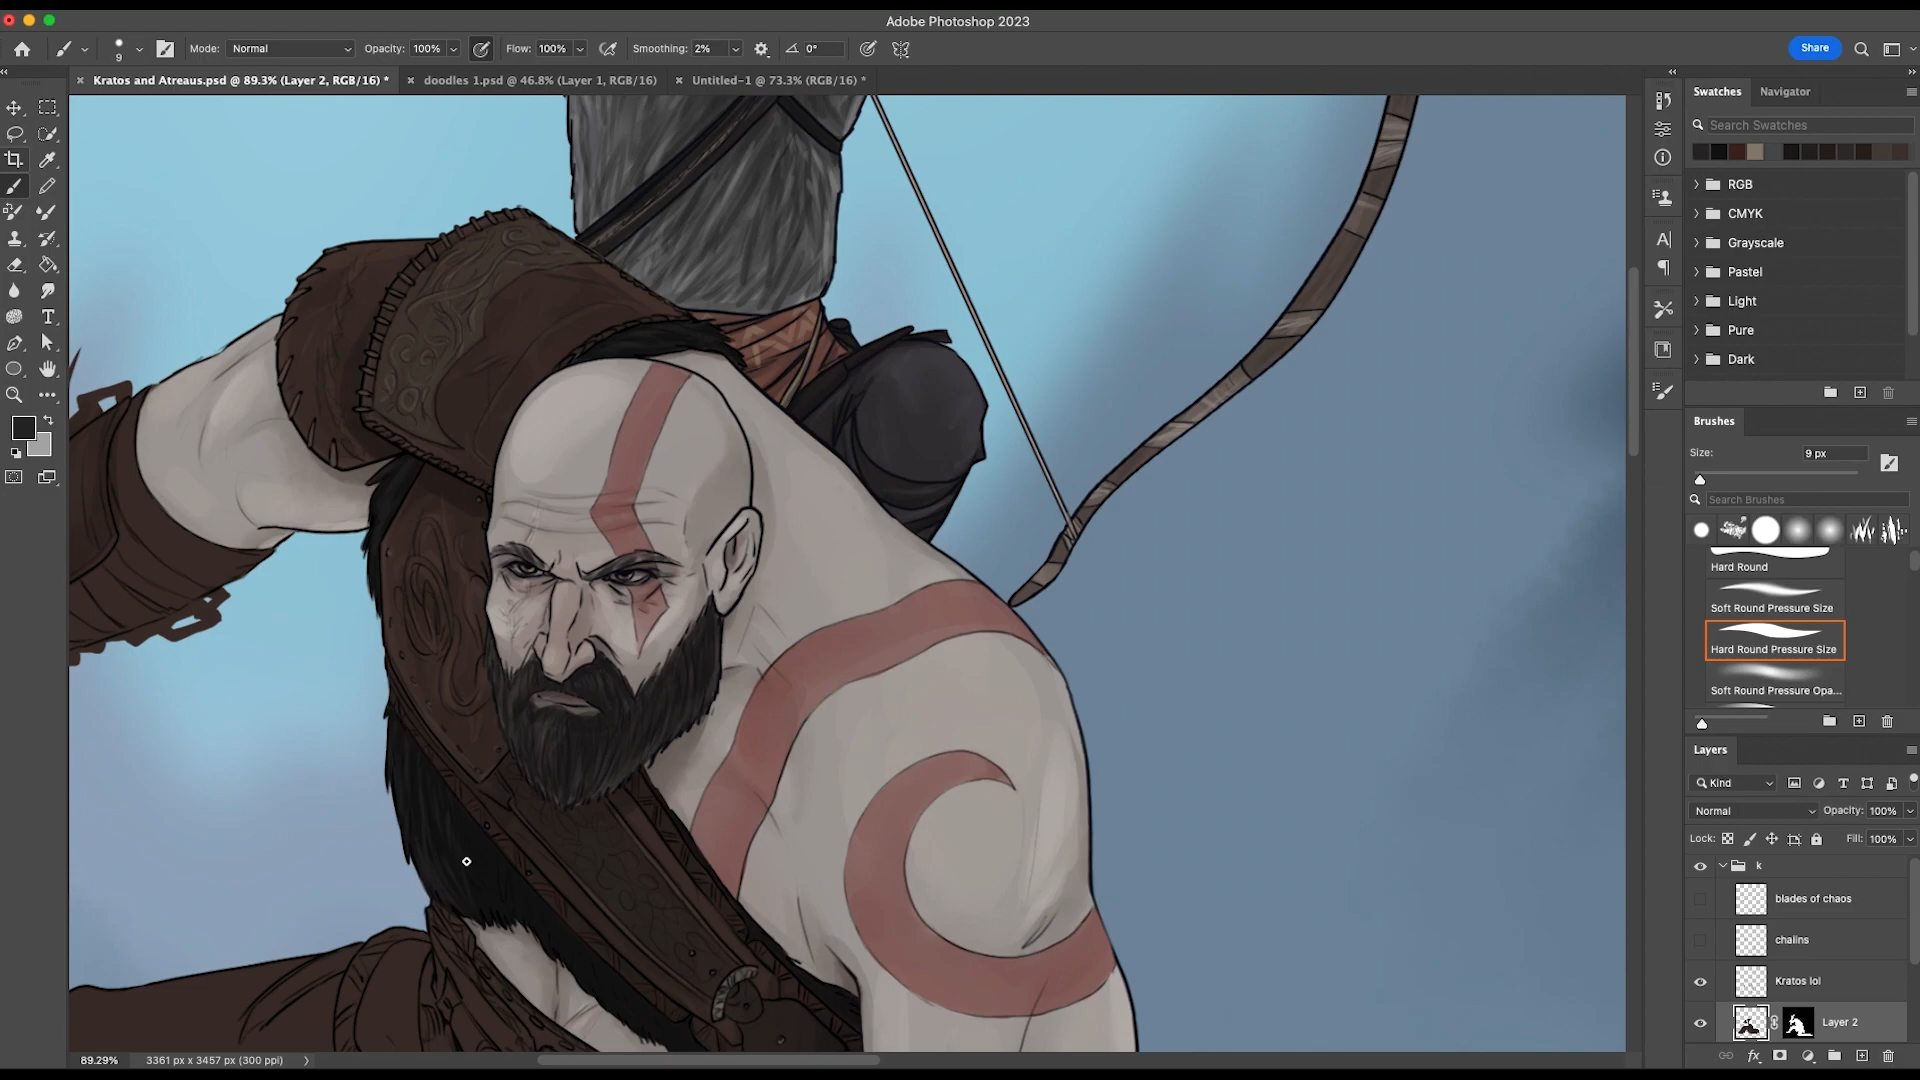 Adobe Photoshop 2023
9
Mode: Normal
Opacity: 100%
Flow: 100%
Smoothing: 2%
0°
Share
Kratos and Atreaus.psd @ 89.3% (Layer 2, RGB/16) *
doodles 1.psd @ 46.8% (Layer 1, RGB/16)
Untitled-1 @ 73.3% (RGB/16) *
Swatches
Navigator
Search Swatches
RGB
CMYK
Grayscale
Pastel
Light
Pure
Dark
Brushes
Size:
9 px
Search Brushes
Hard Round
Soft Round Pressure Size
Hard Round Pressure Size
Soft Round Pressure Opa...
Layers
Kind
Normal
Opacity: 100%
Lock:
Fill: 100%
k
blades of chaos
chalins
Kratos lol
Layer 2
89.29%
3361 px x 3457 px (300 ppi)